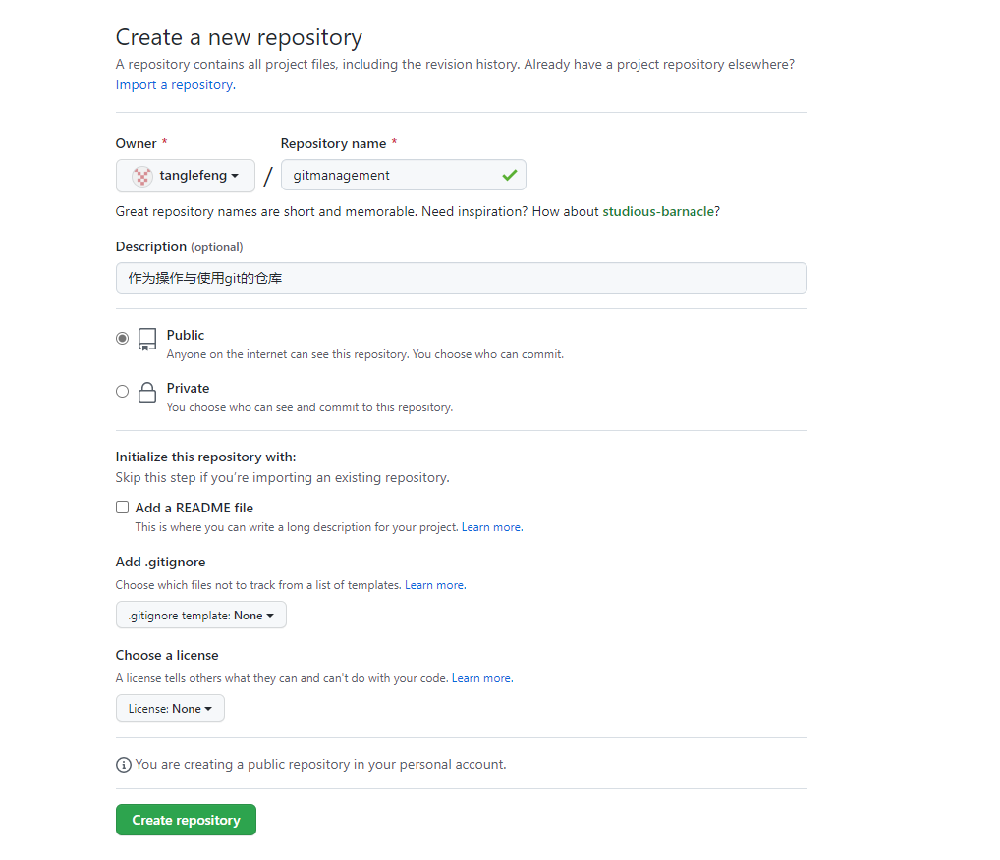 Create a new repository
A repository contains all project files, including the revision history. Already have a project repository elsewhere?
Import a repository.
Owner *
Repository name *
tanglefeng
/
gitmanagement
Great repository names are short and memorable. Need inspiration? How about studious-barnacle?
Description (optional)
作为操作与使用git的仓库
Public
Anyone on the internet can see this repository. You choose who can commit.
Private
You choose who can see and commit to this repository.
Initialize this repository with:
Skip this step if you're importing an existing repository.
Add a README file
This is where you can write a long description for your project. Learn more.
Add .gitignore
Choose which files not to track from a list of templates. Learn more.
.gitignore template: None
Choose a license
A license tells others what they can and can't do with your code. Learn more.
License: None
You are creating a public repository in your personal account.
Create repository